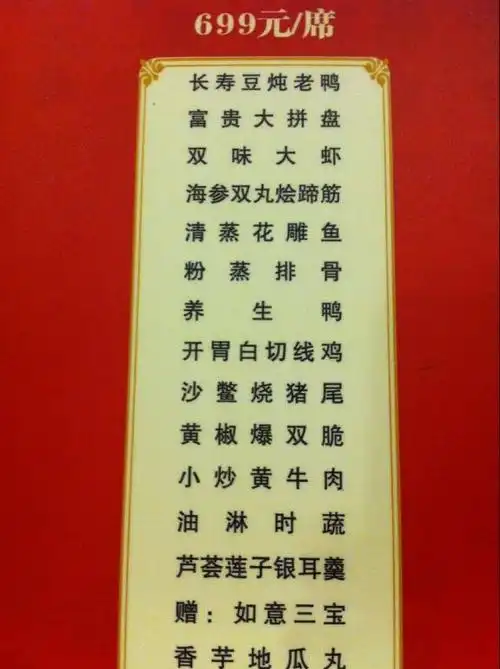 699元/席
长寿豆炖老鸭
富贵大拼盘
双味大虾
海参双丸烩蹄筋
清蒸花雕鱼
粉蒸排骨
养生鸭
开胃白切线鸡
沙鳖烧猪尾
黄椒爆双脆
小炒黄牛肉
油淋时蔬
芦荟莲子银耳羹
赠：如意三宝
香芋地瓜丸